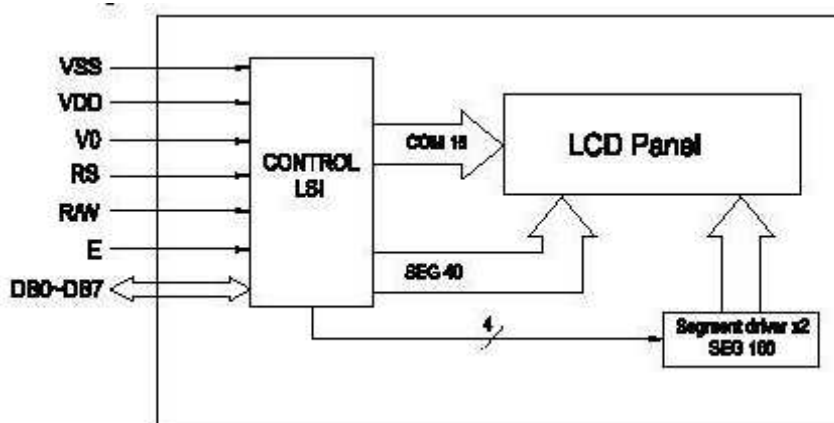 VSS
VDD
V0
RS
R/W
E
DB0~DB7
CONTROL
LSI
COM 16
SEG 40
4
LCD Panel
Segment driver x2
SEG 160